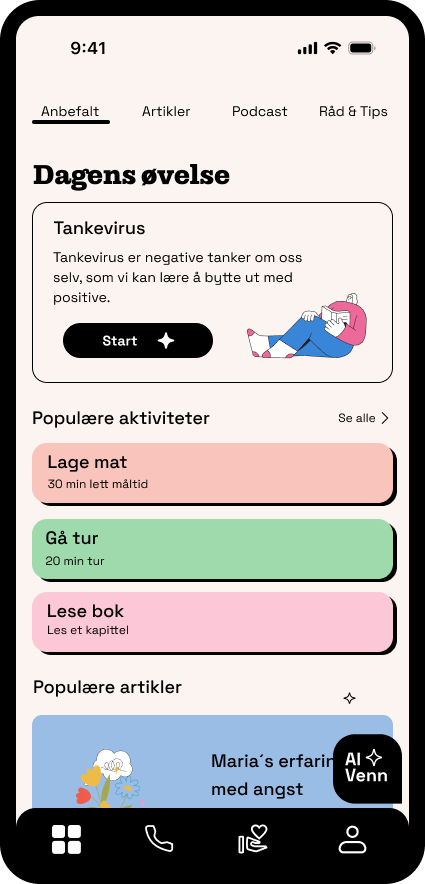 9:41
Anbefalt Artikler Podcast Råd & Tips
Dagens øvelse
Tankevirus
Tankevirus er negative tanker om oss
selv, som vi kan lære å bytte ut med
positive.
Start
Populære aktiviteter Se alle
Lage mat
30 min lett måltid
Gå tur
20 min tur
Lese bok
Les et kapittel
Populære artikler
Maria´s
med angst
AI
Venn